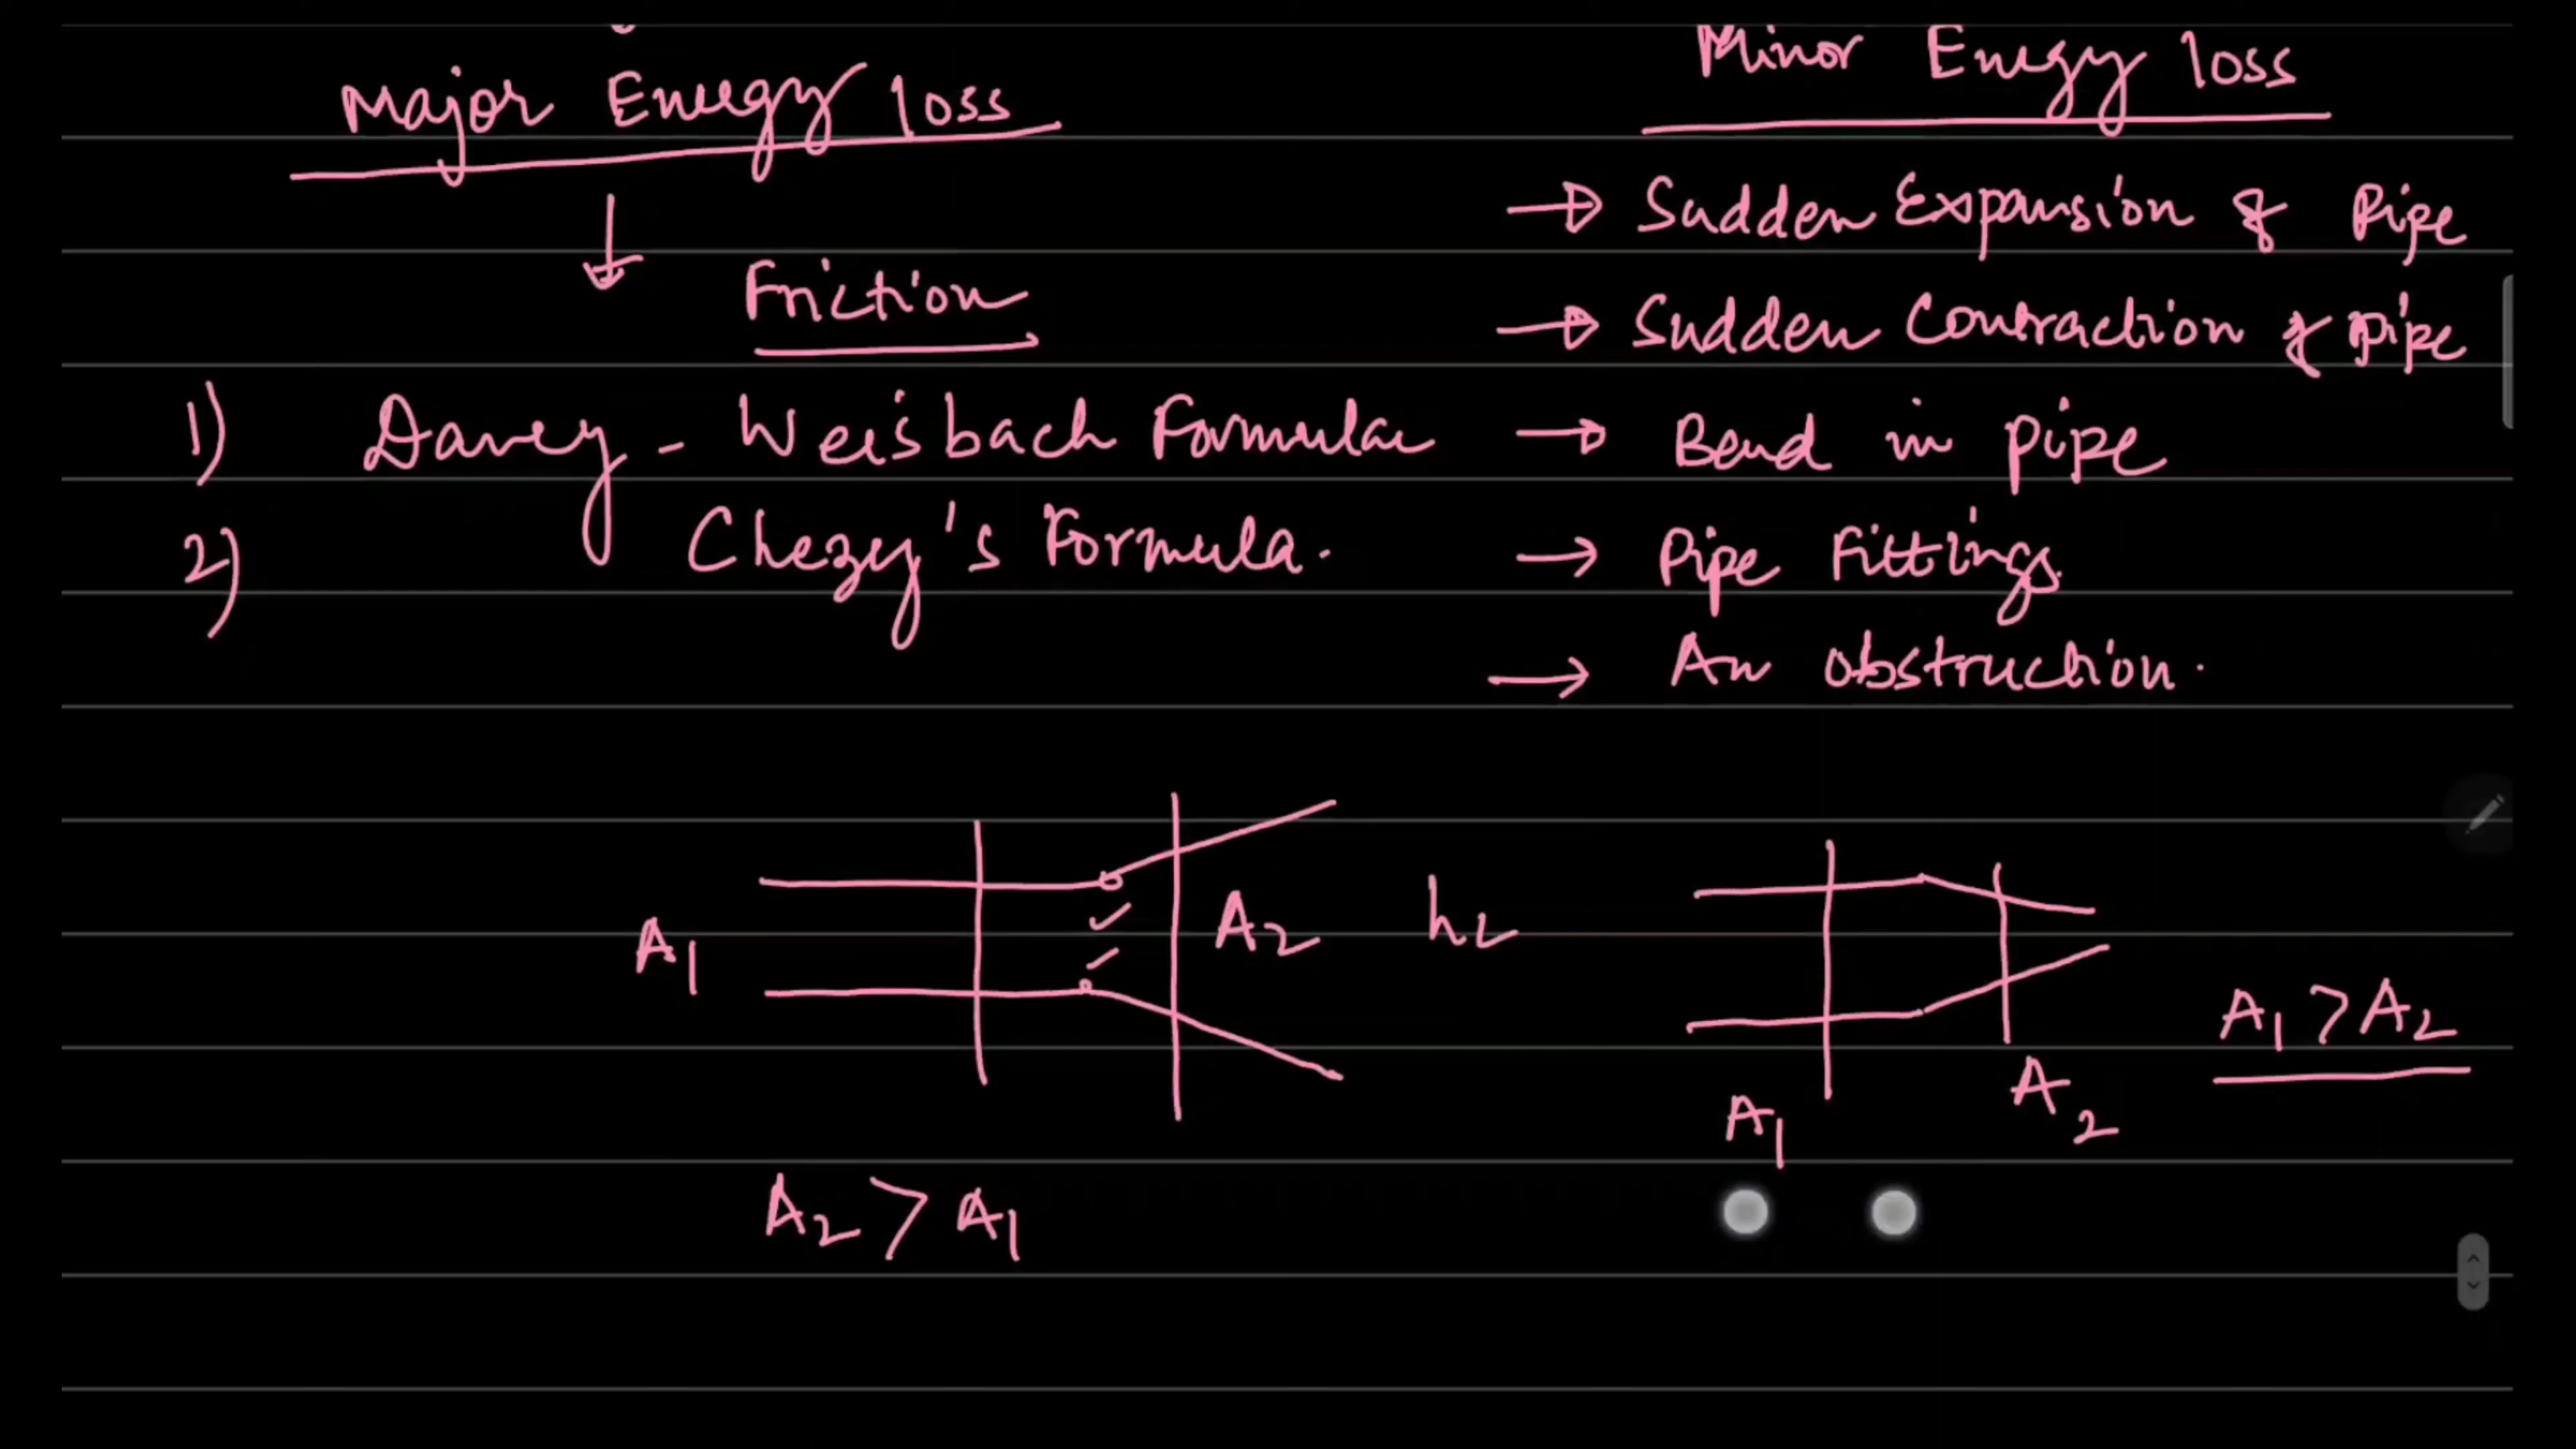 Major Energy loss
↓
Friction
1) Darcy - Weisbach Formulae
2) Chezy's Formula.
Minor Energy loss
→ Sudden Expansion of Pipe
→ Sudden Contraction of pipe
→ Bend in pipe
→ Pipe Fittings.
→ An obstruction.
A1
A2
hL
A2 > A1
A1
A2
A1 > A2